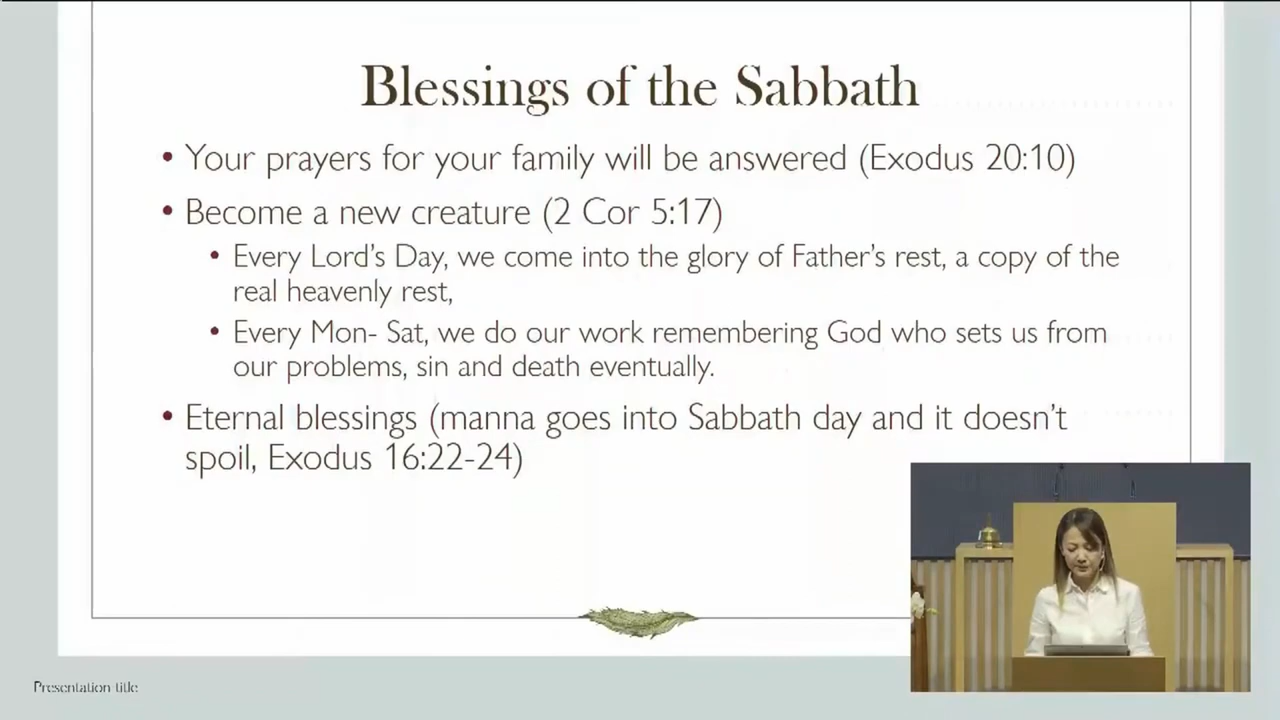 Blessings of the Sabbath
• Your prayers for your family will be answered (Exodus 20:10)
• Become a new creature (2 Cor 5:17)
• Every Lord's Day, we come into the glory of Father's rest, a copy of the
real heavenly rest,
• Every Mon- Sat, we do our work remembering God who sets us from
our problems, sin and death eventually.
• Eternal blessings (manna goes into Sabbath day and it doesn't
spoil, Exodus 16:22-24)
Presentation title